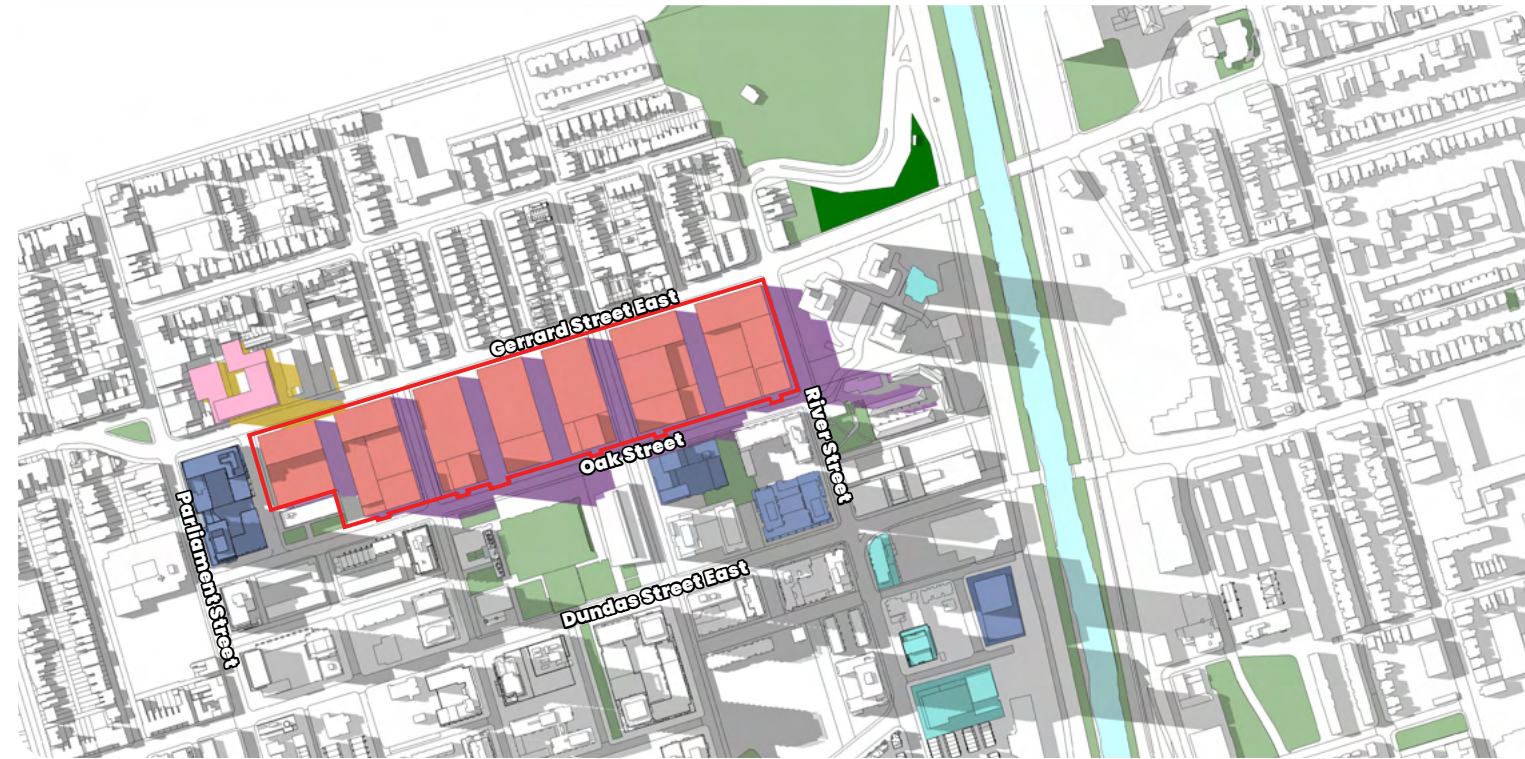 Gerrard Street East
Oak Street
River Street
Parliament Street
Dundas Street East